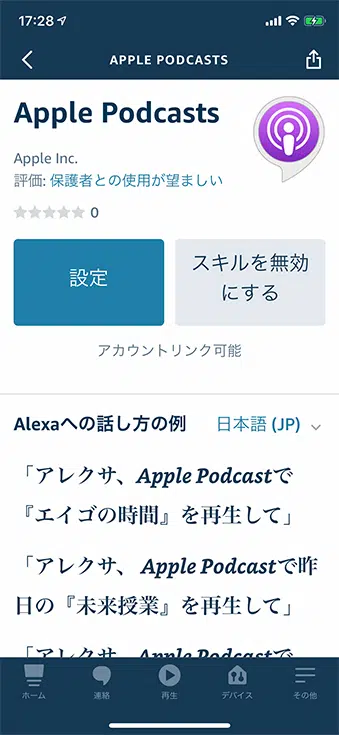 17:28
APPLE PODCASTS
Apple Podcasts
Apple Inc.
評価: 保護者との使用が望ましい
0
設定
スキルを無効
にする
アカウントリンク可能
Alexaへの話し方の例 日本語 (JP)
「アレクサ、Apple Podcastで
『エイゴの時間』を再生して」
「アレクサ、 Apple Podcastで昨
日の『未来授業』を再生して」
「アレクサ、Apple Podcastで
ホーム 連絡 再生 デバイス その他